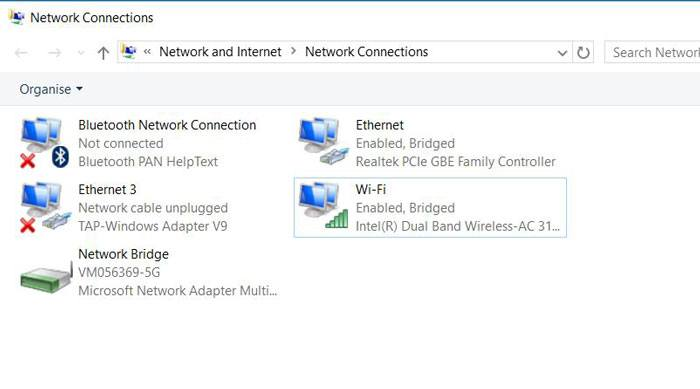 Network Connections
« Network and Internet > Network Connections
Search Network
Organise
Bluetooth Network Connection
Not connected
Bluetooth PAN HelpText
Ethernet
Enabled, Bridged
Realtek PCIe GBE Family Controller
Ethernet 3
Network cable unplugged
TAP-Windows Adapter V9
Wi-Fi
Enabled, Bridged
Intel(R) Dual Band Wireless-AC 31...
Network Bridge
VM056369-5G
Microsoft Network Adapter Multi...